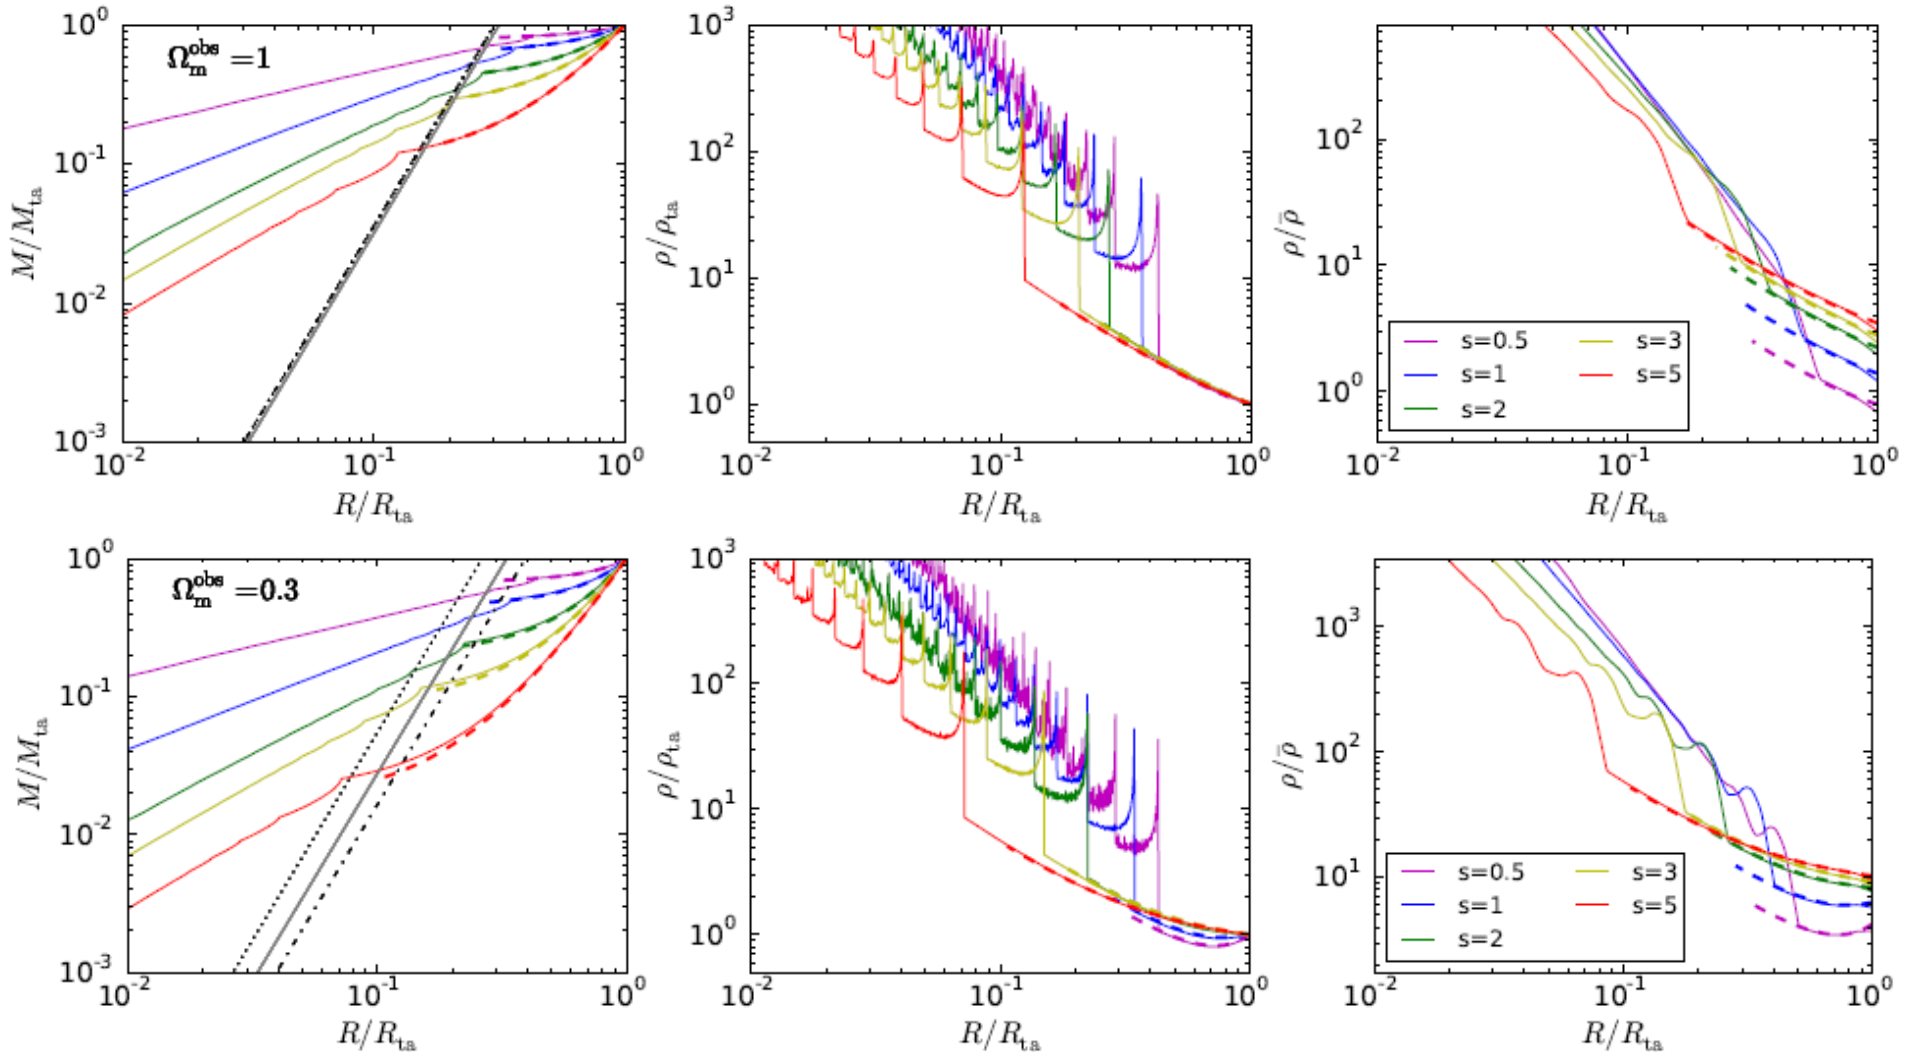 Ω_m^obs = 1
10^0
10^-1
10^-2
10^-3
M/M_ta
10^-2 10^-1 10^0
R/R_ta
10^3
10^2
10^1
10^0
ρ/ρ_ta
10^-2 10^-1 10^0
R/R_ta
10^2
10^1
10^0
ρ/ρ̄
s=0.5 s=3
s=1 s=5
s=2
10^-2 10^-1 10^0
R/R_ta
Ω_m^obs = 0.3
10^0
10^-1
10^-2
10^-3
M/M_ta
10^-2 10^-1 10^0
R/R_ta
10^3
10^2
10^1
10^0
ρ/ρ_ta
10^-2 10^-1 10^0
R/R_ta
10^3
10^2
10^1
ρ/ρ̄
s=0.5 s=3
s=1 s=5
s=2
10^-2 10^-1 10^0
R/R_ta